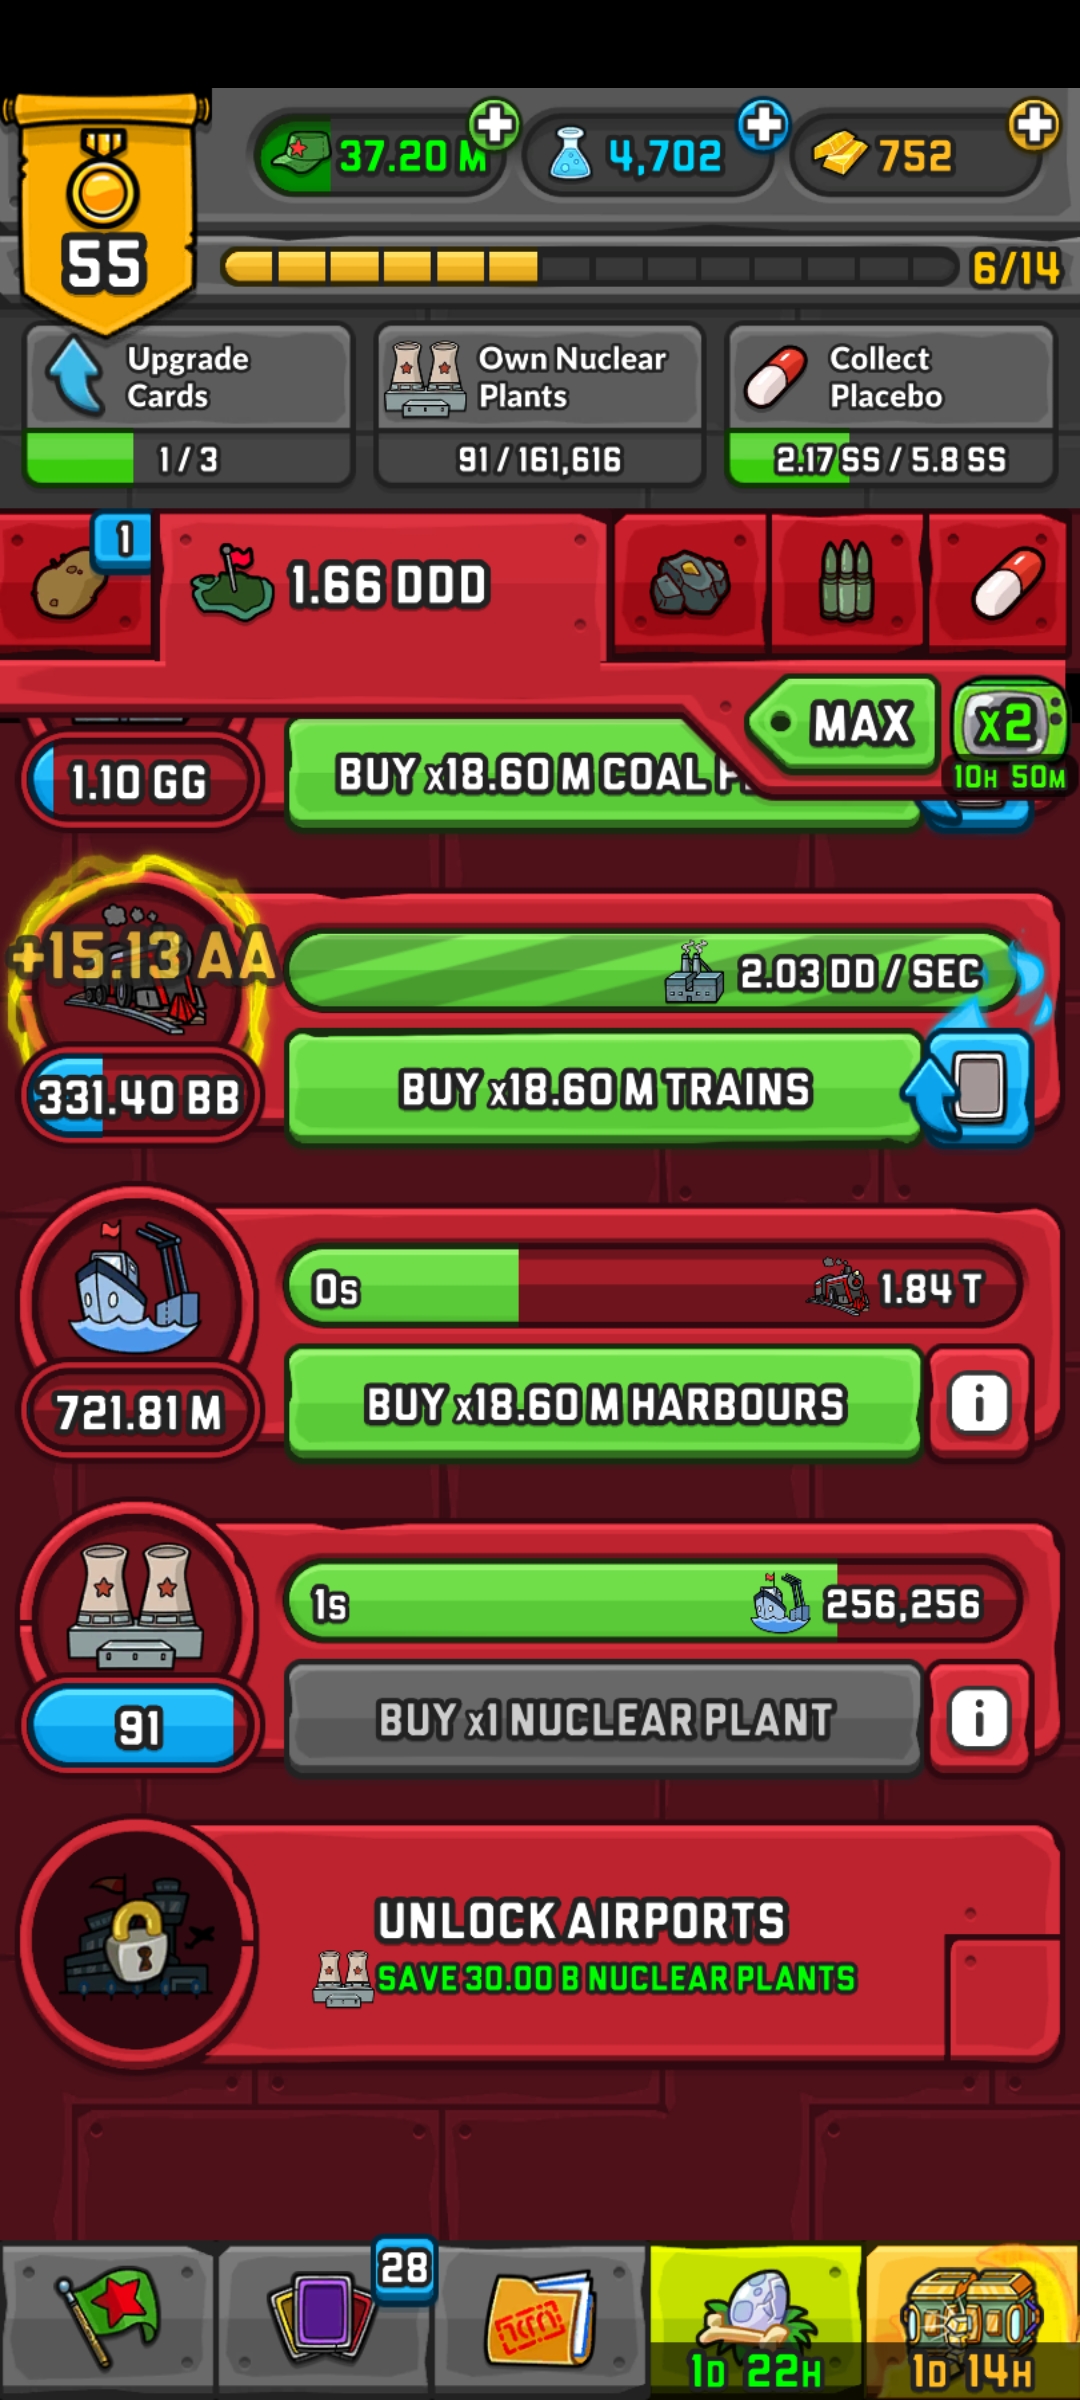 37.20 M
4,702
752
55
6/14
Upgrade
Cards
1 / 3
Own Nuclear
Plants
91 / 161,616
Collect
Placebo
2.17 SS / 5.8 SS
1
1.66 DDD
MAX
X2
10H 50M
1.10 GG
BUY x18.60 M COAL
+15.13 AA
2.03 DD / SEC
331.40 BB
BUY x18.60 M TRAINS
0s
1.84 T
721.81 M
BUY x18.60 M HARBOURS
i
1s
256,256
91
BUY x1 NUCLEAR PLANT
i
UNLOCK AIRPORTS
SAVE 30.00 B NUCLEAR PLANTS
28
1D 22H
1D 14H